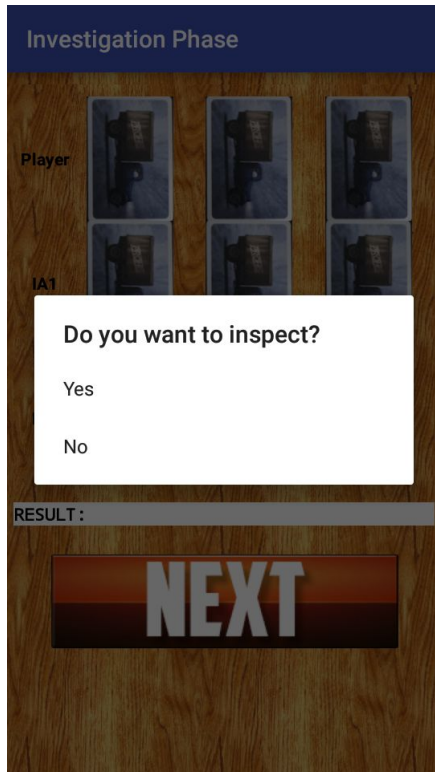 Investigation Phase
Player
IA1
Do you want to inspect?
Yes
No
RESULT:
NEXT